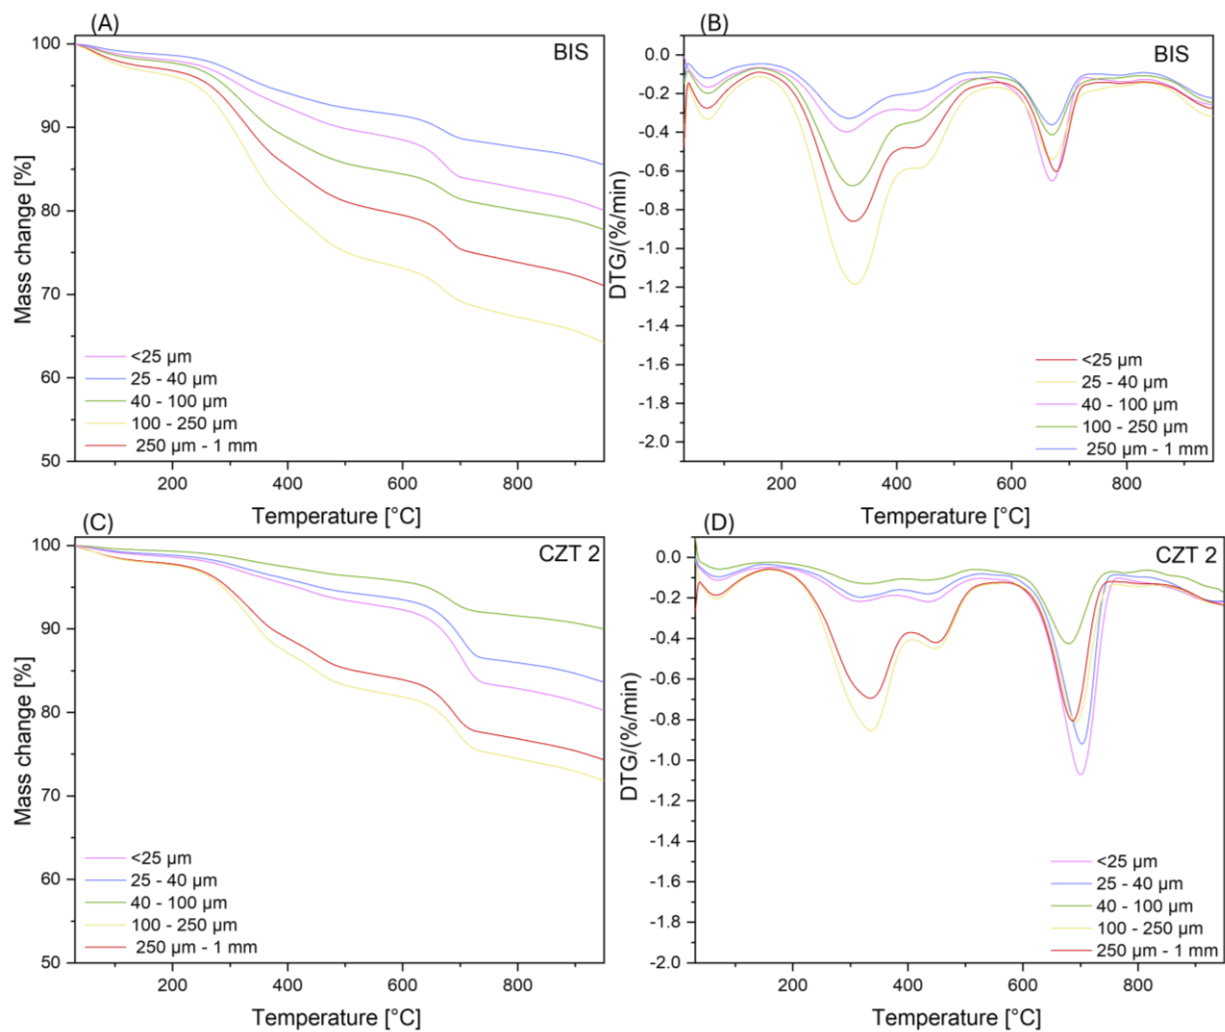 (A)
BIS
100
90
80
70
60
50
Mass change [%]
<25 µm
25 - 40 µm
40 - 100 µm
100 - 250 µm
250 µm - 1 mm
200 400 600 800
Temperature [°C]
(B)
BIS
0.0
-0.2
-0.4
-0.6
-0.8
-1.0
-1.2
-1.4
-1.6
-1.8
-2.0
DTG/(%/min)
<25 µm
25 - 40 µm
40 - 100 µm
100 - 250 µm
250 µm - 1 mm
200 400 600 800
Temperature [°C]
(C)
CZT 2
100
90
80
70
60
50
Mass change [%]
<25 µm
25 - 40 µm
40 - 100 µm
100 - 250 µm
250 µm - 1 mm
200 400 600 800
Temperature [°C]
(D)
CZT 2
0.0
-0.2
-0.4
-0.6
-0.8
-1.0
-1.2
-1.4
-1.6
-1.8
-2.0
DTG/(%/min)
<25 µm
25 - 40 µm
40 - 100 µm
100 - 250 µm
250 µm - 1 mm
200 400 600 800
Temperature [°C]